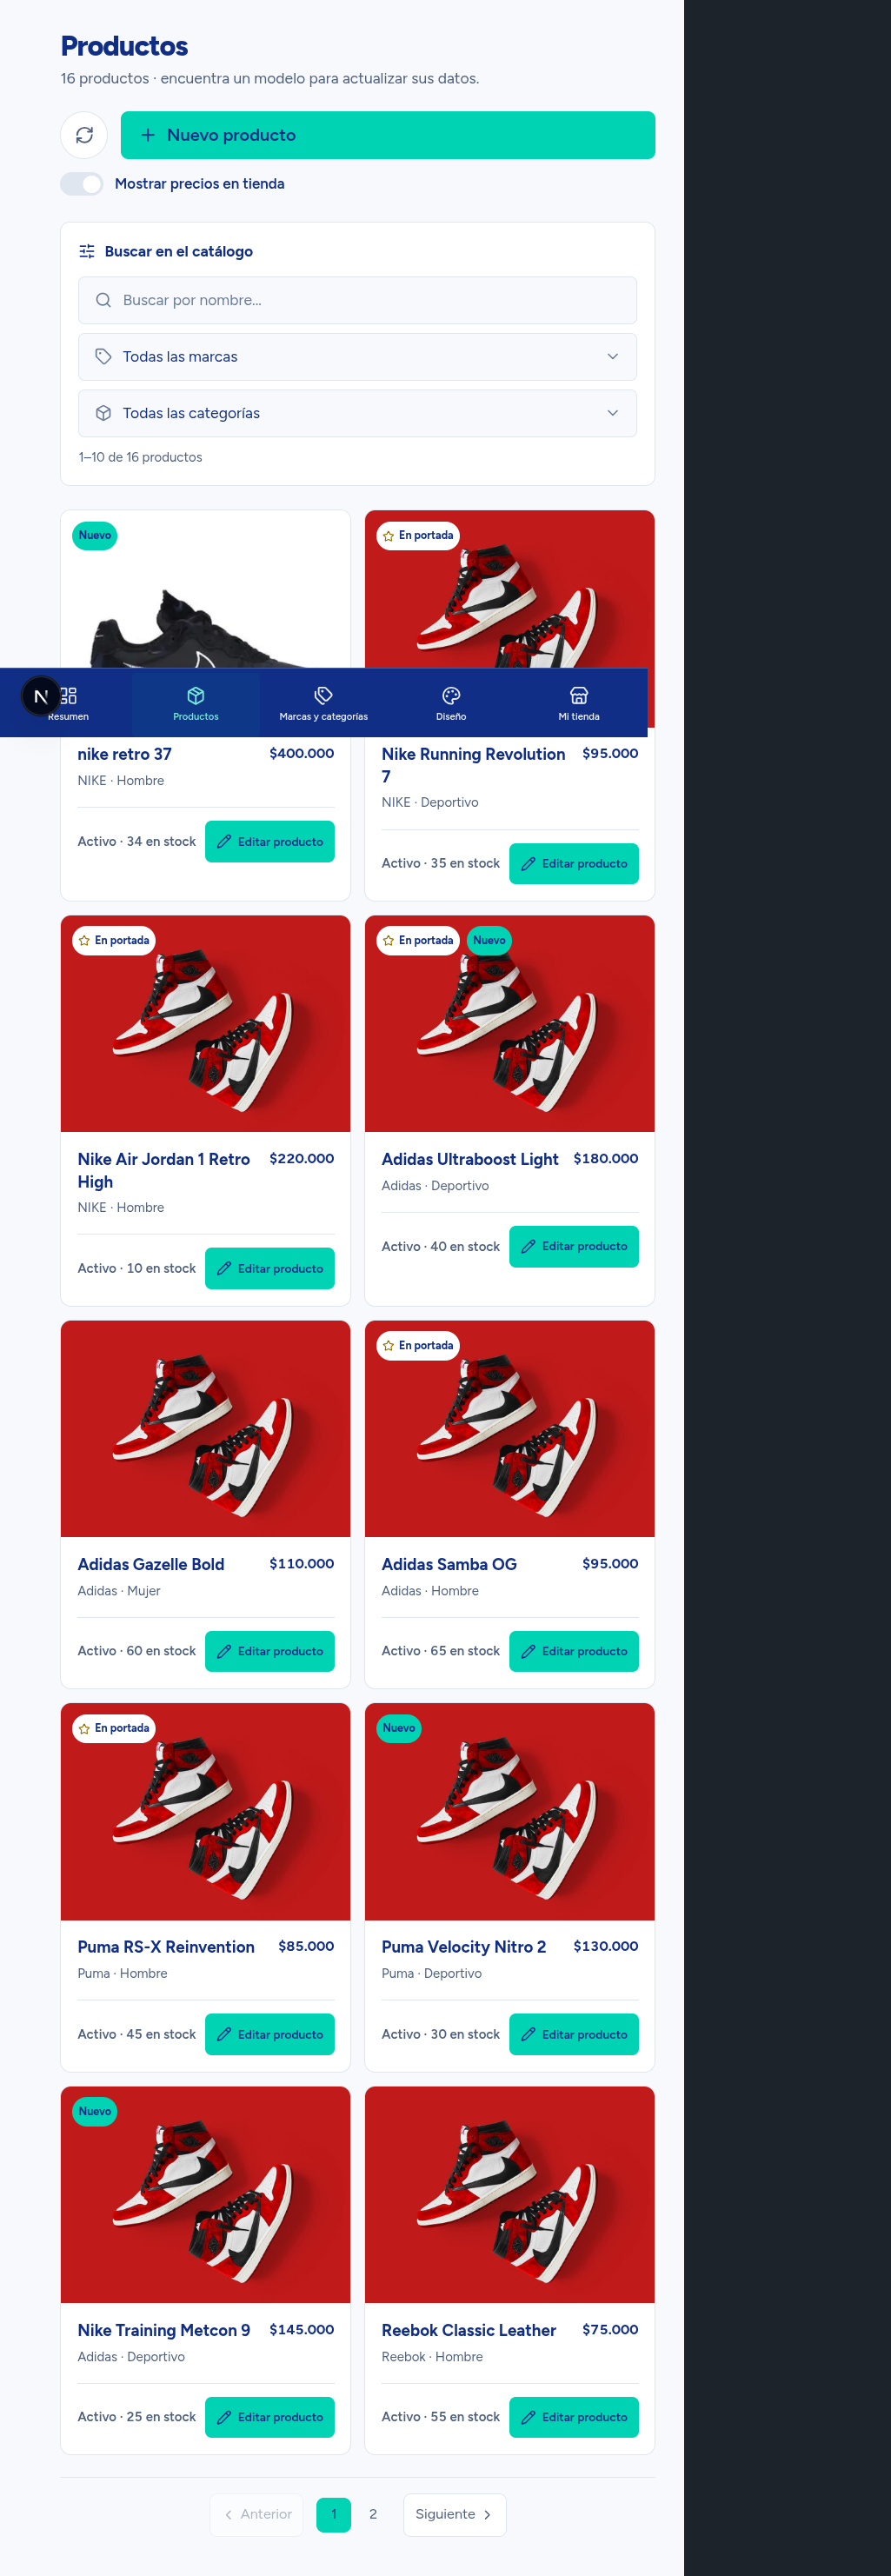 Productos
16 productos · encuentra un modelo para actualizar sus datos.
Nuevo producto
Mostrar precios en tienda
Buscar en el catálogo
Buscar por nombre...
Todas las marcas
Todas las categorías
1–10 de 16 productos
Nuevo
En portada
N
Resumen
Productos
Marcas y categorías
Diseño
Mi tienda
nike retro 37
$400.000
NIKE · Hombre
Activo · 34 en stock
Editar producto
Nike Running Revolution
7
$95.000
NIKE · Deportivo
Activo · 35 en stock
Editar producto
En portada
Nike Air Jordan 1 Retro
High
$220.000
NIKE · Hombre
Activo · 10 en stock
Editar producto
En portada
Nuevo
Adidas Ultraboost Light
$180.000
Adidas · Deportivo
Activo · 40 en stock
Editar producto
Adidas Gazelle Bold
$110.000
Adidas · Mujer
Activo · 60 en stock
Editar producto
En portada
Adidas Samba OG
$95.000
Adidas · Hombre
Activo · 65 en stock
Editar producto
En portada
Puma RS-X Reinvention
$85.000
Puma · Hombre
Activo · 45 en stock
Editar producto
Nuevo
Puma Velocity Nitro 2
$130.000
Puma · Deportivo
Activo · 30 en stock
Editar producto
Nuevo
Nike Training Metcon 9
$145.000
Adidas · Deportivo
Activo · 25 en stock
Editar producto
Reebok Classic Leather
$75.000
Reebok · Hombre
Activo · 55 en stock
Editar producto
Anterior
1
2
Siguiente